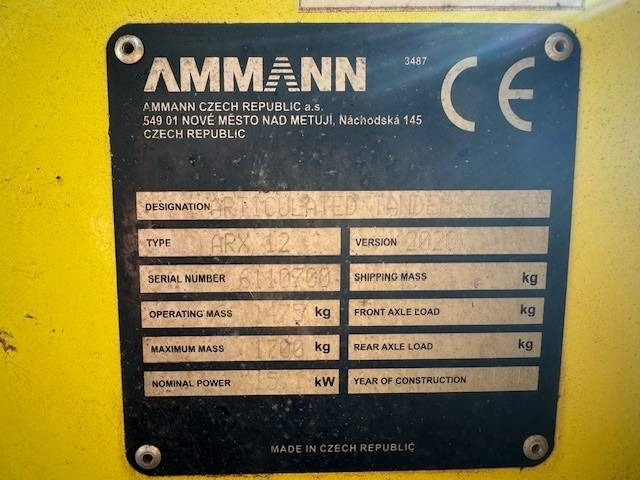 AMMANN
3487
CE
AMMANN CZECH REPUBLIC a.s.
549 01 NOVÉ MĚSTO NAD METUJÍ, Náchodská 145
CZECH REPUBLIC
DESIGNATION ARTICULATED TANDEM
TYPE ARX 12 VERSION
SERIAL NUMBER 6110700 SHIPPING MASS kg
OPERATING MASS kg FRONT AXLE LOAD kg
MAXIMUM MASS 1700 kg REAR AXLE LOAD kg
NOMINAL POWER kW YEAR OF CONSTRUCTION
MADE IN CZECH REPUBLIC